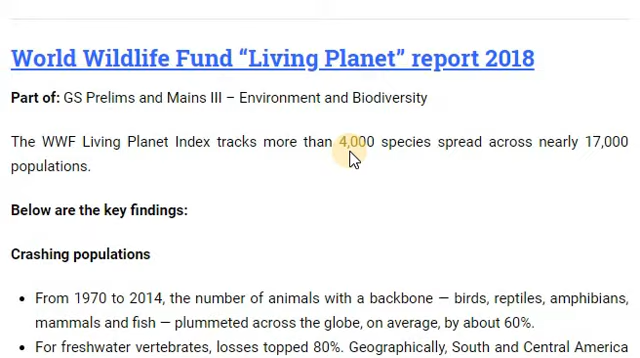 World Wildlife Fund “Living Planet” report 2018
Part of: GS Prelims and Mains III – Environment and Biodiversity
The WWF Living Planet Index tracks more than 4,000 species spread across nearly 17,000
populations.
Below are the key findings:
Crashing populations
• From 1970 to 2014, the number of animals with a backbone — birds, reptiles, amphibians,
mammals and fish — plummeted across the globe, on average, by about 60%.
• For freshwater vertebrates, losses topped 80%. Geographically, South and Central America